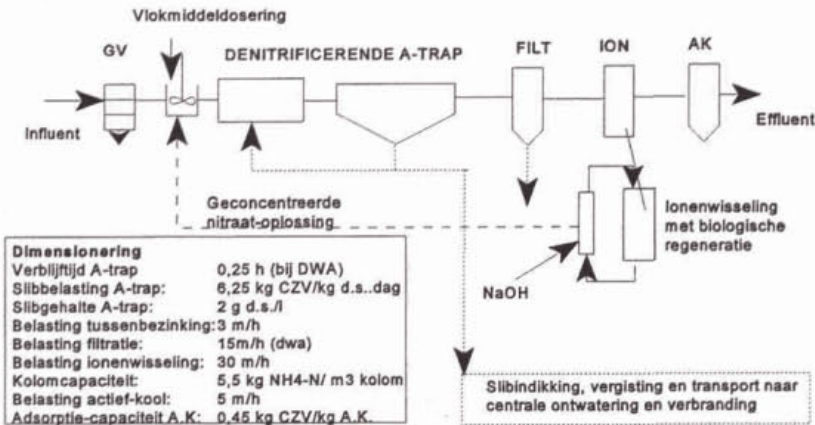 Vlokmiddeldosering
GV
DENITRIFICERENDE A-TRAP
FILT
ION
AK
Influent
Effluent
Geconcentreerde
nitraat-oplossing
Ionenwisseling
met biologische
regeneratie
NaOH
Dimensionering
Verblijftijd A-trap 0,25 h (bij DWA)
Slibbelasting A-trap: 6,25 kg CZV/kg d.s..dag
Slibgehalte A-trap: 2 g d.s./l
Belasting tussenbezinking: 3 m/h
Belasting filtratie: 15m/h (dwa)
Belasting ionenwisseling: 30 m/h
Kolomcapaciteit: 5,5 kg NH4-N/ m3 kolom
Belasting actief-kool: 5 m/h
Adsorptie-capaciteit A.K: 0,45 kg CZV/kg A.K.
Slibindikking, vergisting en transport naar
centrale ontwatering en verbranding